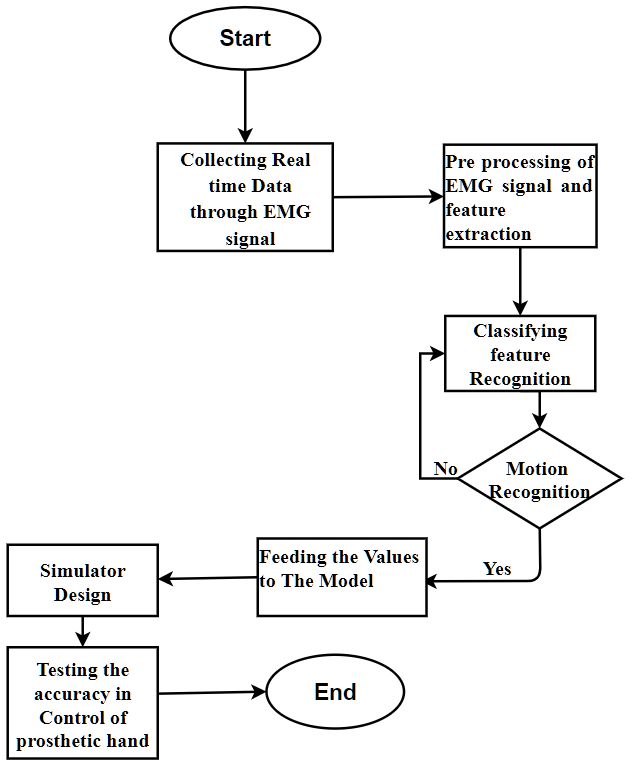 Start
Collecting Real
time Data
through EMG
signal
Pre processing of
EMG signal and
feature
extraction
Classifying
feature
Recognition
No
Motion
Recognition
Yes
Feeding the Values
to The Model
Simulator
Design
Testing the
accuracy in
Control of
prosthetic hand
End